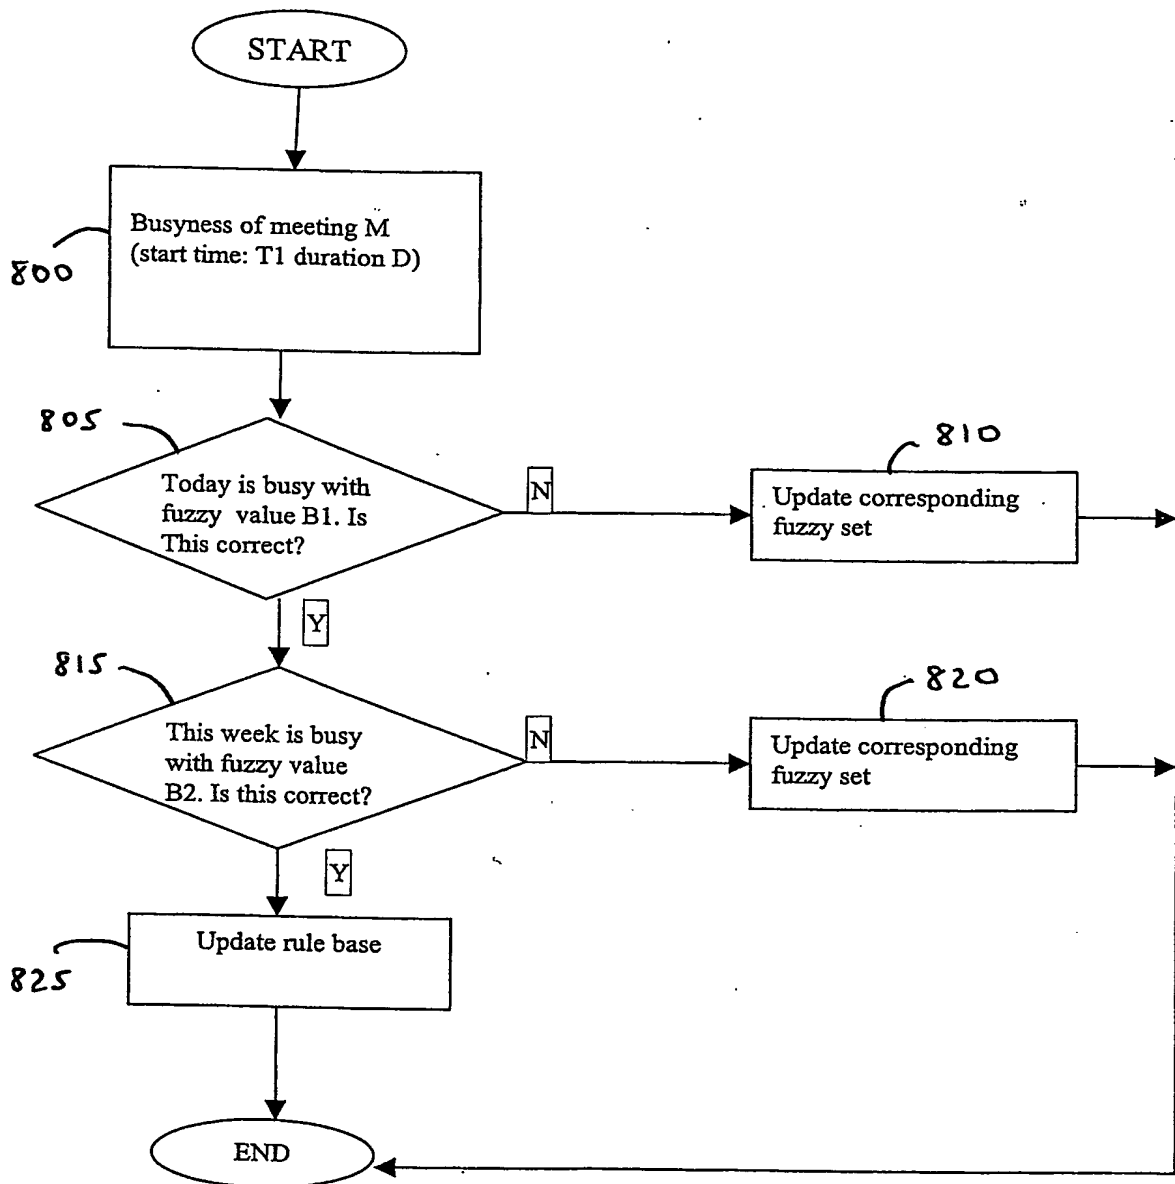 START
Busyness of meeting M
(start time: T1 duration D)
800
805
Today is busy with
fuzzy value B1. Is
This correct?
N
810
Update corresponding
fuzzy set
Y
815
This week is busy
with fuzzy value
B2. Is this correct?
N
820
Update corresponding
fuzzy set
Y
Update rule base
825
END